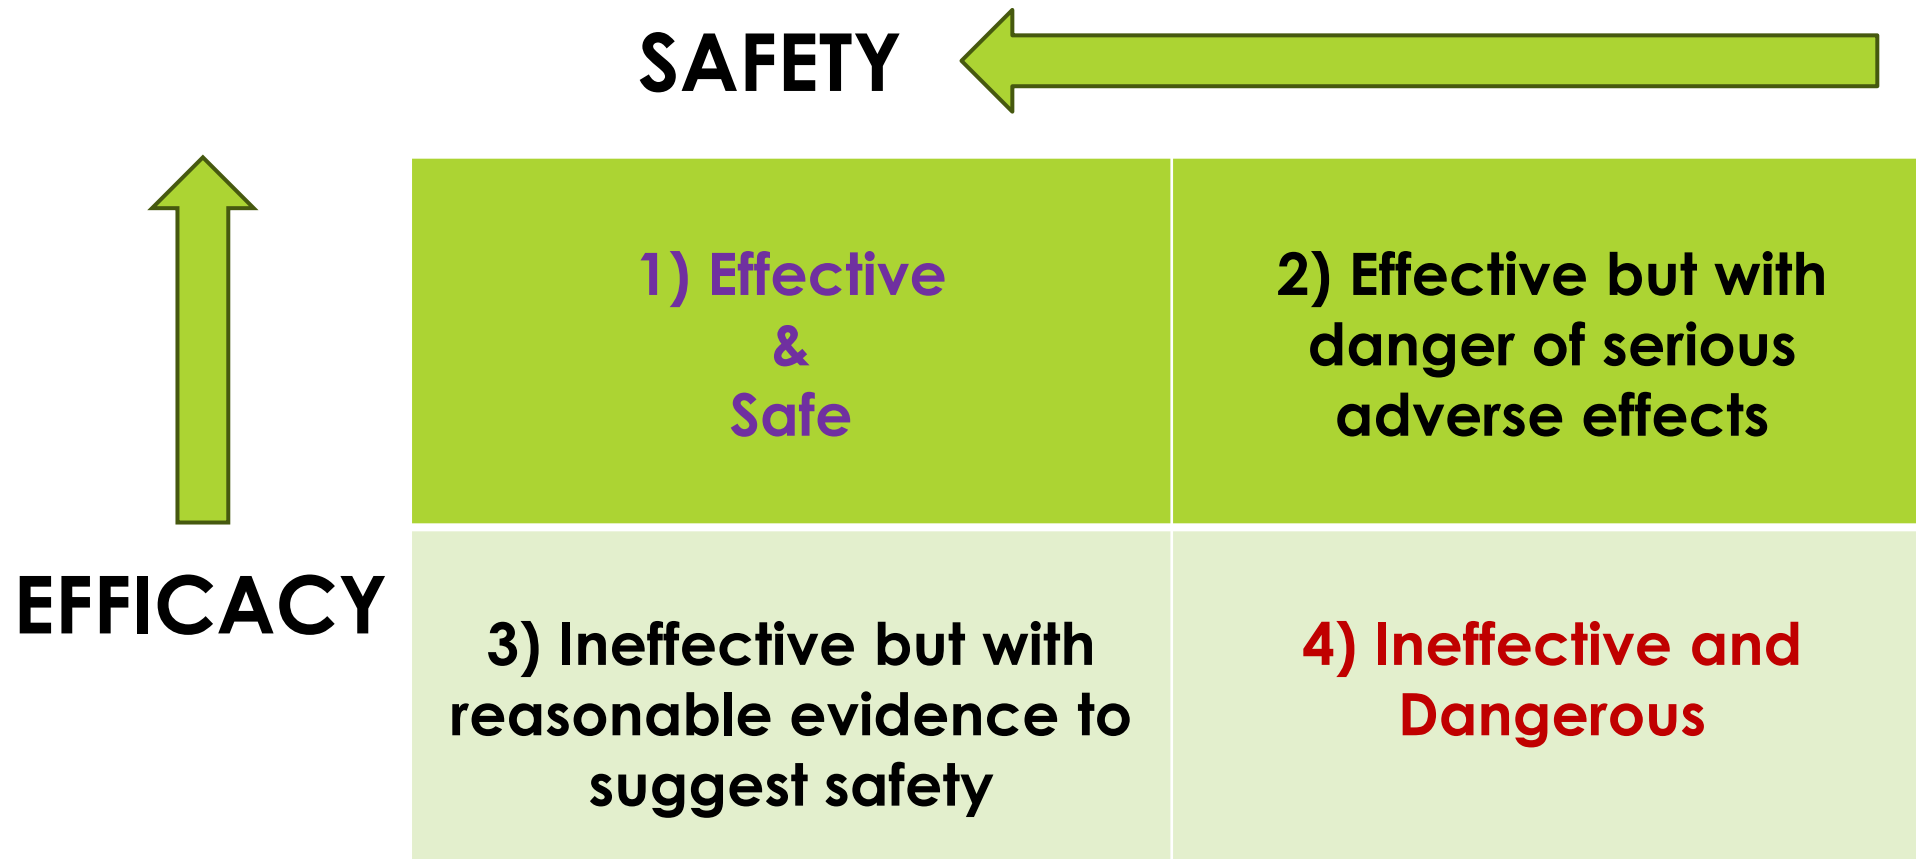 SAFETY
1) Effective
&
Safe
2) Effective but with
danger of serious
adverse effects
EFFICACY
3) Ineffective but with
reasonable evidence to
suggest safety
4) Ineffective and
Dangerous